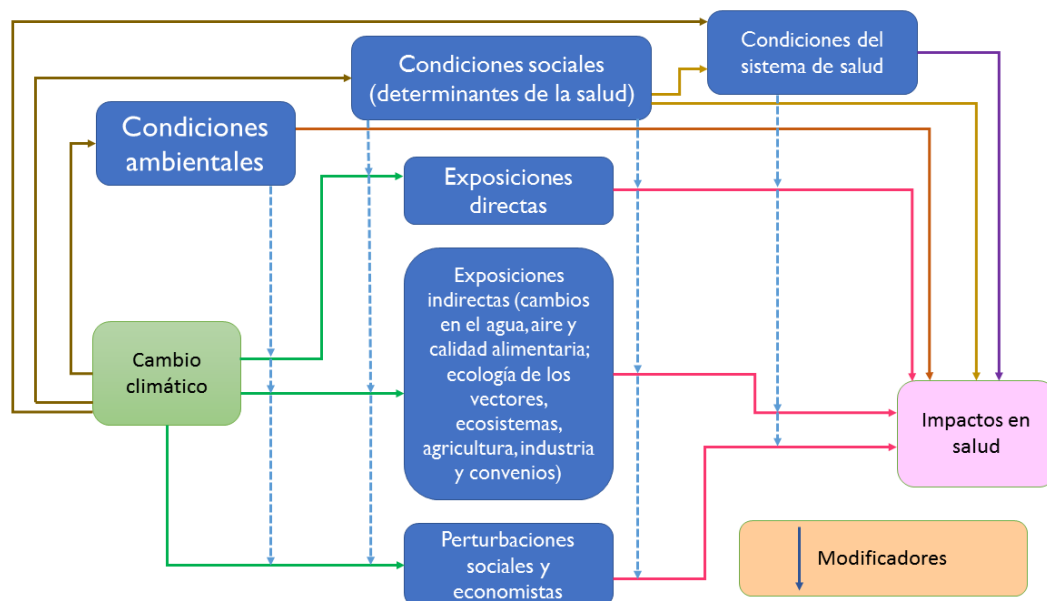 Condiciones del
sistema de salud
Condiciones sociales
(determinantes de la salud)
Condiciones
ambientales
Exposiciones
directas
Exposiciones
indirectas (cambios
en el agua, aire y
calidad alimentaria;
ecología de los
vectores,
ecosistemas,
agricultura, industria
y convenios)
Cambio
climático
Impactos en
salud
Perturbaciones
sociales y
economistas
Modificadores